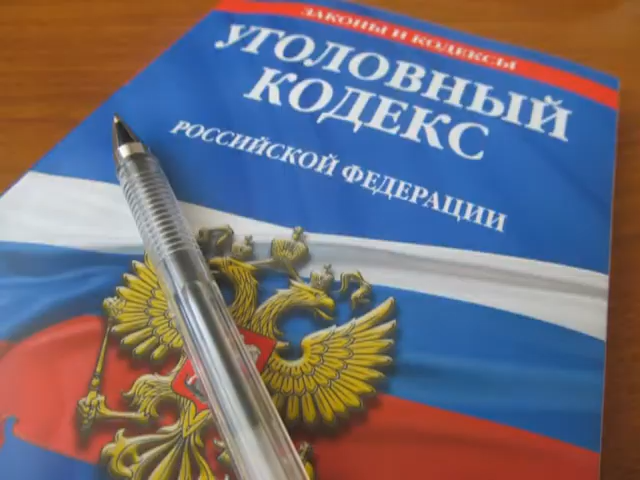 ЗАКОНЫ И КОДЕКСЫ
УГОЛОВНЫЙ
КОДЕКС
РОССИЙСКОЙ ФЕДЕРАЦИИ